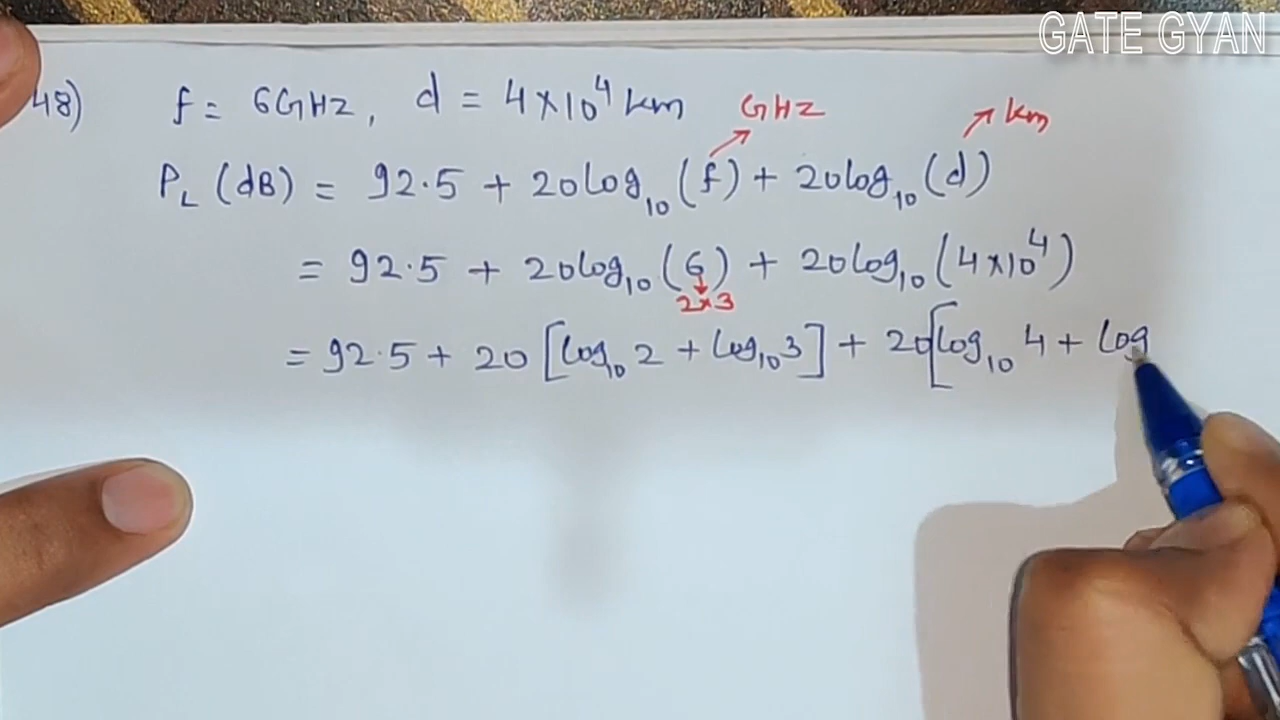 GATE GYAN
48) f = 6GHz, d = 4×10⁴ km
GHz
km
P_L (dB) = 92.5 + 20log₁₀(f) + 20log₁₀(d)
= 92.5 + 20log₁₀(6) + 20log₁₀(4×10⁴)
2×3
= 92.5 + 20 [log₁₀2 + log₁₀3] + 20[log₁₀4 + log